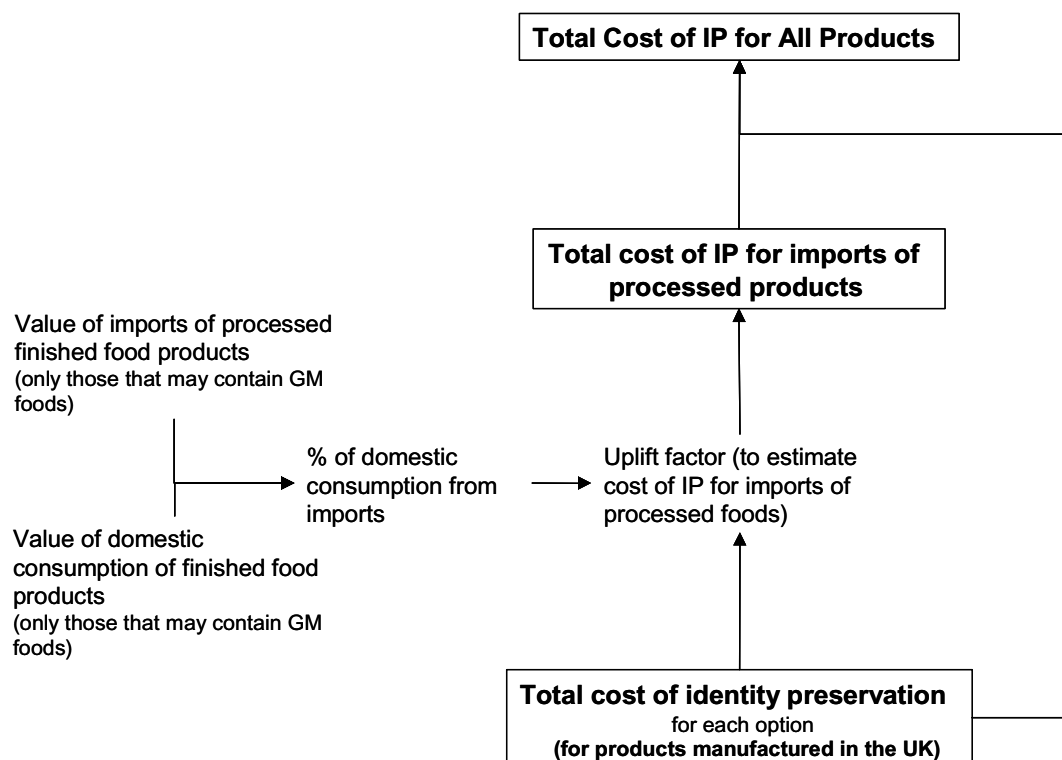 Total Cost of IP for All Products
Total cost of IP for imports of
processed products
Value of imports of processed
finished food products
(only those that may contain GM
foods)
% of domestic
consumption from
imports
Uplift factor (to estimate
cost of IP for imports of
processed foods)
Value of domestic
consumption of finished food
products
(only those that may contain GM
foods)
Total cost of identity preservation
for each option
(for products manufactured in the UK)